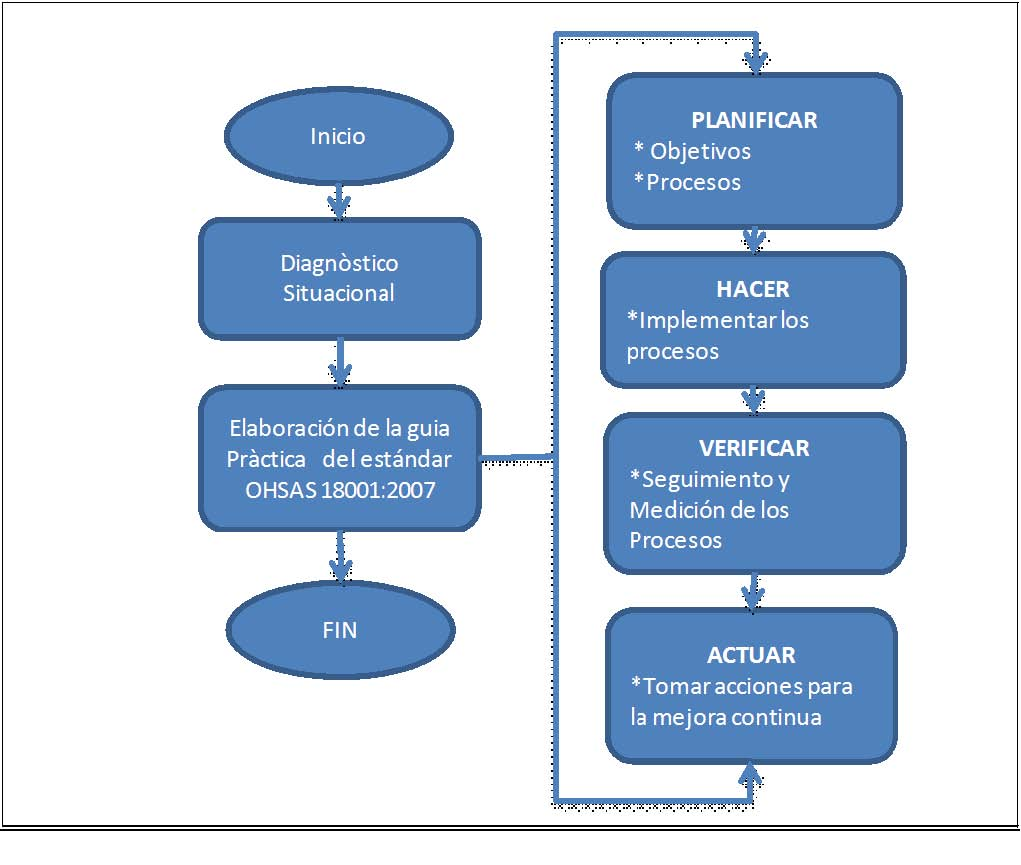 Inicio
Diagnòstico
Situacional
Elaboración de la guia
Pràctica del estándar
OHSAS 18001:2007
FIN
PLANIFICAR
* Objetivos
*Procesos
HACER
*Implementar los
procesos
VERIFICAR
*Seguimiento y
Medición de los
Procesos
ACTUAR
*Tomar acciones para
la mejora continua